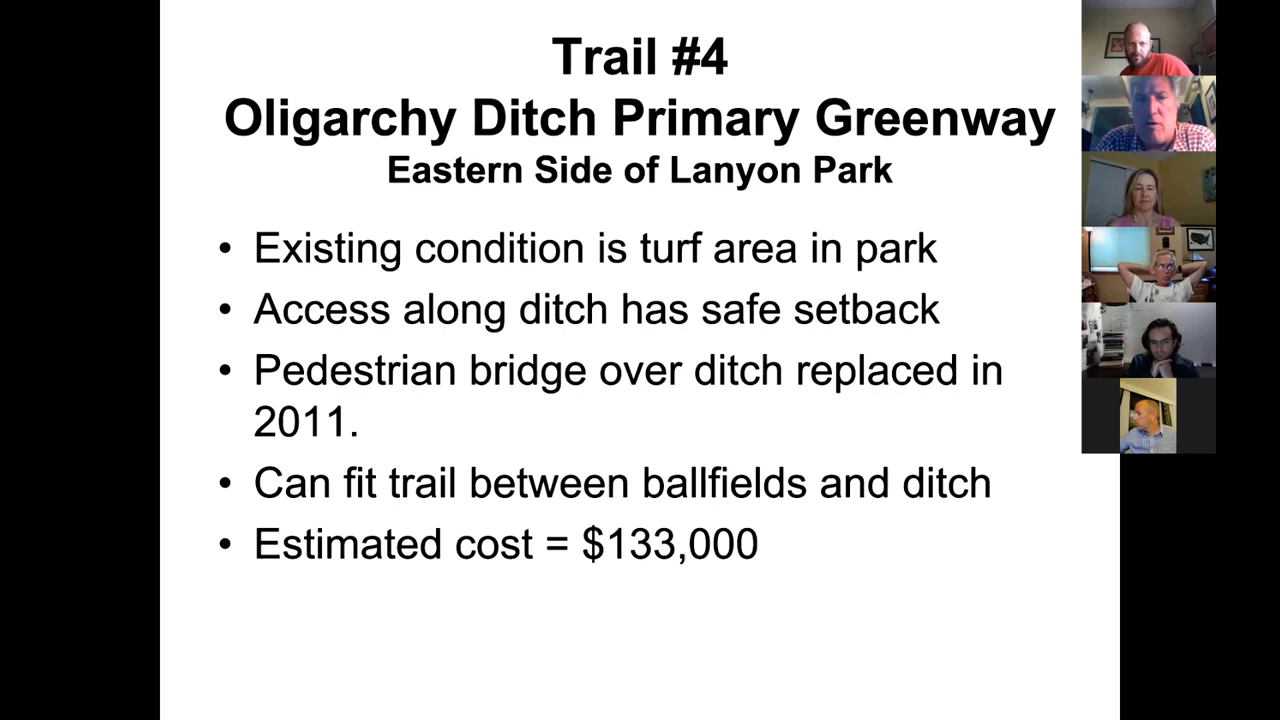 Trail #4
Oligarchy Ditch Primary Greenway
Eastern Side of Lanyon Park
• Existing condition is turf area in park
• Access along ditch has safe setback
• Pedestrian bridge over ditch replaced in
2011.
• Can fit trail between ballfields and ditch
• Estimated cost = $133,000